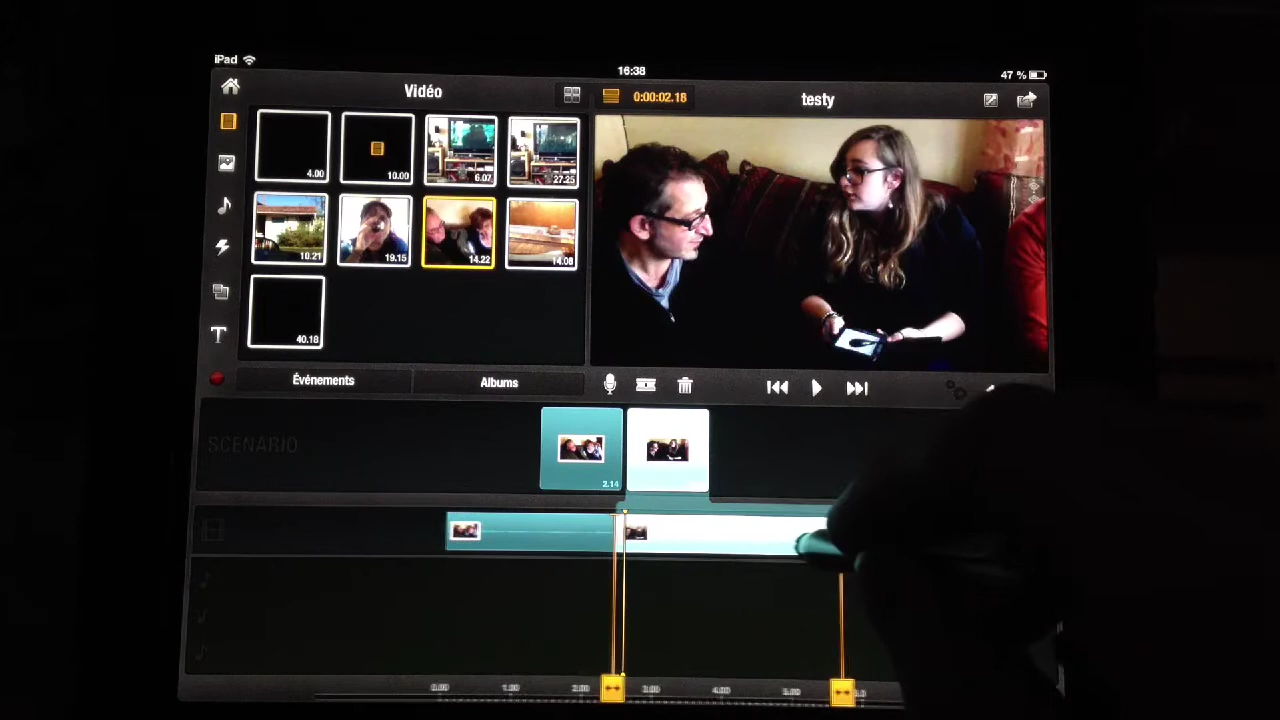 iPad
16:38
47 %
Vidéo
0:00:02.18
testy
4.00
10.00
6.07
27.25
10.21
19.15
14.22
14.08
40.18
T
Événements
Albums
SCÉNARIO
2.14
0.00
1.00
2.00
3.00
4.00
5.00